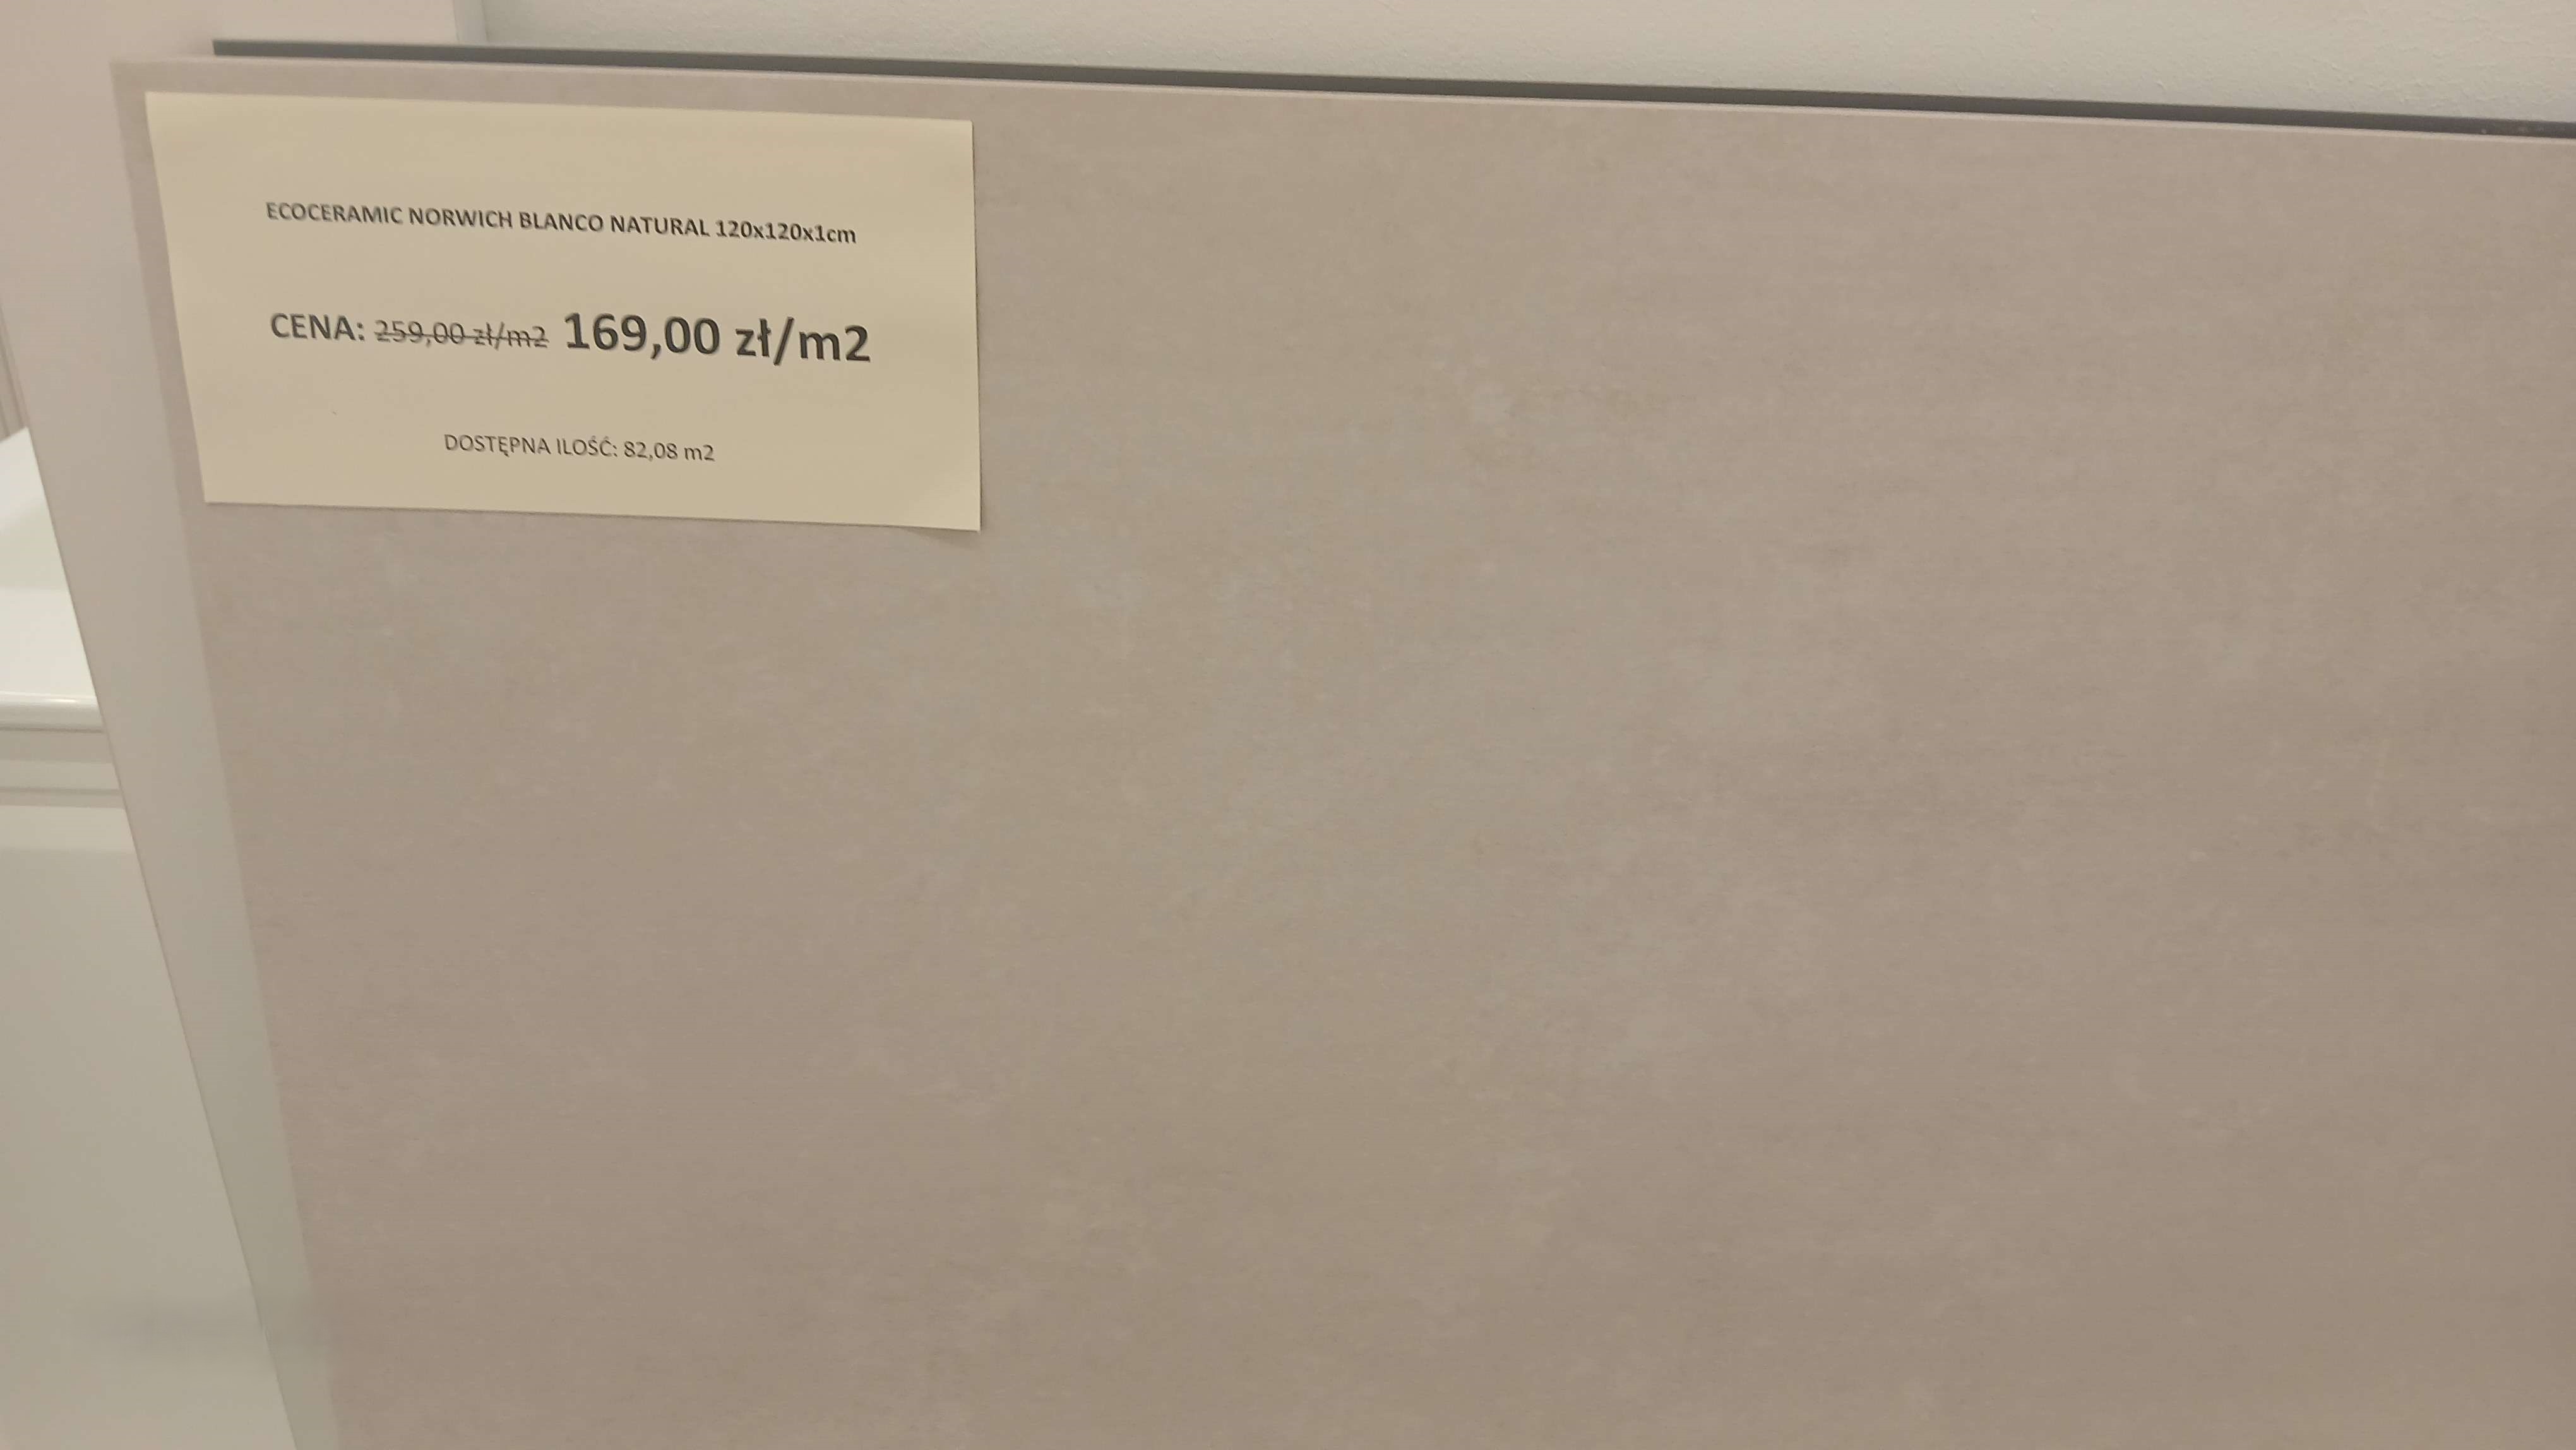 ECOCERAMIC NORWICH BLANCO NATURAL 120x120x1cm
CENA: 259,00 zł/m2 169,00 zł/m2
DOSTĘPNA ILOŚĆ: 82,08 m2